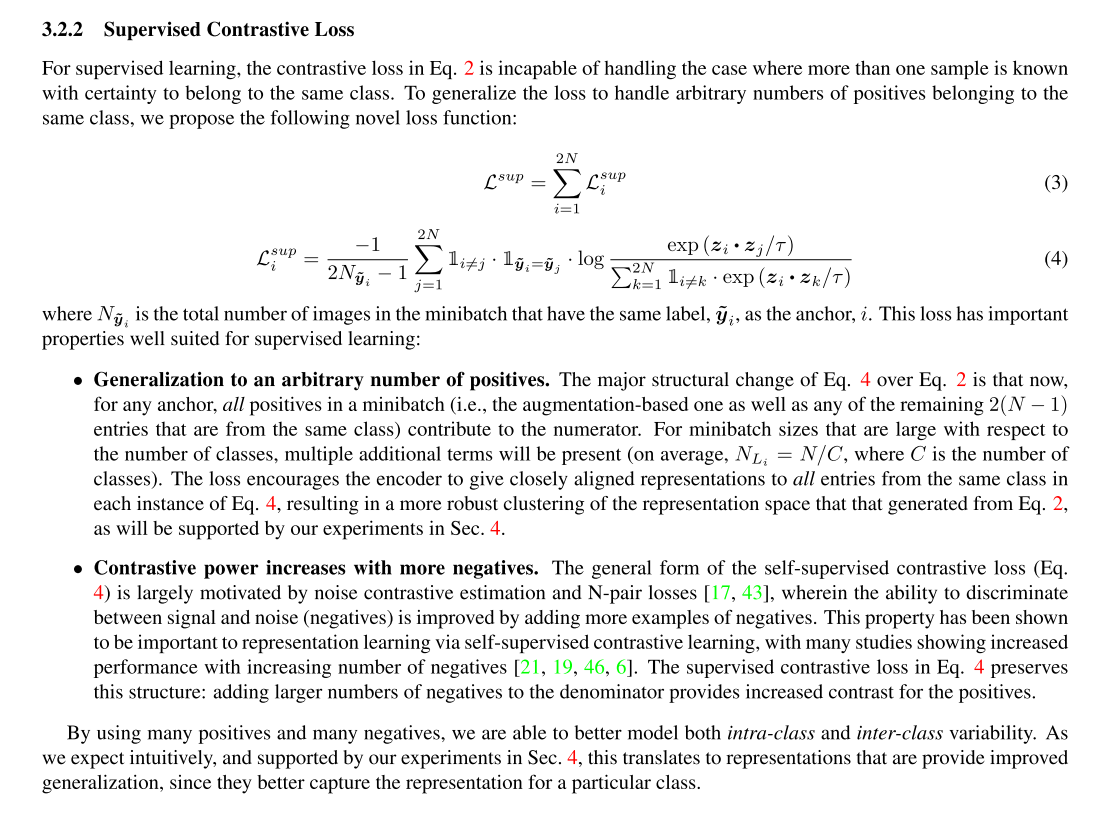 3.2.2 Supervised Contrastive Loss
For supervised learning, the contrastive loss in Eq. 2 is incapable of handling the case where more than one sample is known
with certainty to belong to the same class. To generalize the loss to handle arbitrary numbers of positives belonging to the
same class, we propose the following novel loss function:
$\mathcal{L}^{sup} = \sum_{i=1}^{2N} \mathcal{L}_i^{sup}$ (3)
$\mathcal{L}_i^{sup} = \frac{-1}{2N_{\tilde{\boldsymbol{y}}_i} - 1} \sum_{j=1}^{2N} \mathbb{1}_{i \neq j} \cdot \mathbb{1}_{\tilde{\boldsymbol{y}}_i = \tilde{\boldsymbol{y}}_j} \cdot \log \frac{\exp(\boldsymbol{z}_i \bullet \boldsymbol{z}_j / \tau)}{\sum_{k=1}^{2N} \mathbb{1}_{i \neq k} \cdot \exp(\boldsymbol{z}_i \bullet \boldsymbol{z}_k / \tau)}$ (4)
where $N_{\tilde{\boldsymbol{y}}_i}$ is the total number of images in the minibatch that have the same label, $\tilde{\boldsymbol{y}}_i$, as the anchor, $i$. This loss has important
properties well suited for supervised learning:
• Generalization to an arbitrary number of positives. The major structural change of Eq. 4 over Eq. 2 is that now,
for any anchor, all positives in a minibatch (i.e., the augmentation-based one as well as any of the remaining $2(N-1)$
entries that are from the same class) contribute to the numerator. For minibatch sizes that are large with respect to
the number of classes, multiple additional terms will be present (on average, $N_{L_i} = N/C$, where $C$ is the number of
classes). The loss encourages the encoder to give closely aligned representations to all entries from the same class in
each instance of Eq. 4, resulting in a more robust clustering of the representation space that that generated from Eq. 2,
as will be supported by our experiments in Sec. 4.
• Contrastive power increases with more negatives. The general form of the self-supervised contrastive loss (Eq.
4) is largely motivated by noise contrastive estimation and N-pair losses [17, 43], wherein the ability to discriminate
between signal and noise (negatives) is improved by adding more examples of negatives. This property has been shown
to be important to representation learning via self-supervised contrastive learning, with many studies showing increased
performance with increasing number of negatives [21, 19, 46, 6]. The supervised contrastive loss in Eq. 4 preserves
this structure: adding larger numbers of negatives to the denominator provides increased contrast for the positives.
By using many positives and many negatives, we are able to better model both intra-class and inter-class variability. As
we expect intuitively, and supported by our experiments in Sec. 4, this translates to representations that are provide improved
generalization, since they better capture the representation for a particular class.